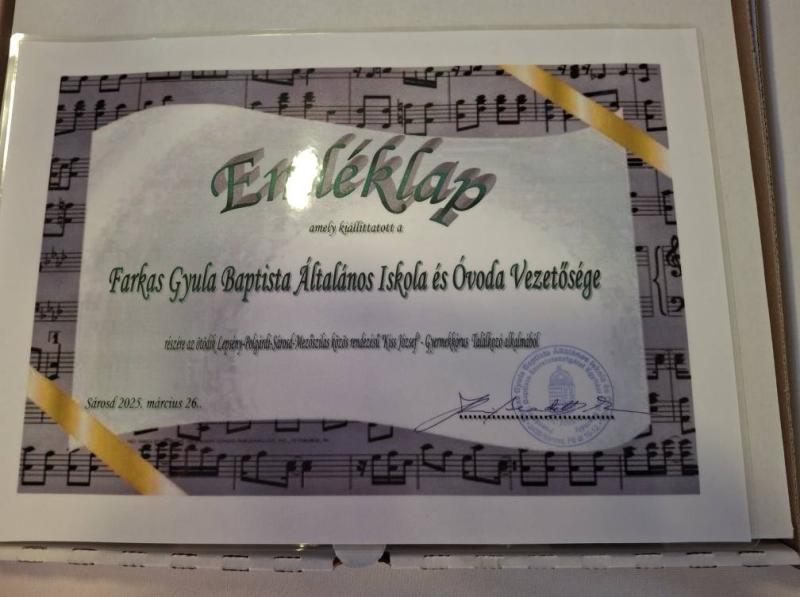 Emléklap
amely kiállíttatott a
Farkas Gyula Baptista Általános Iskola és Óvoda Vezetősége
részére az ötödik Lepsény-Polgárdi-Sárosd-Mezőszilas közös rendezésű "Kiss József" - Gyermekkórus Találkozó alkalmából
Sárosd 2025. március 26..